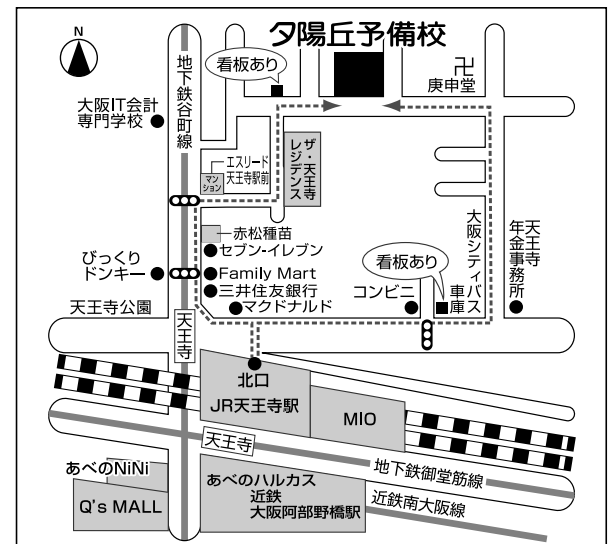 N
夕陽丘予備校
看板あり
卍
庚申堂
地下鉄谷町線
大阪IT会計
専門学校
ザ・天王寺
レジデンス
マン
ション
エスリード
天王寺駅前
赤松種苗
セブン-イレブン
びっくり
ドンキー
Family Mart
三井住友銀行
マクドナルド
天王寺公園
天王寺
看板あり
コンビニ
大阪シティバス
車庫
天王寺
年金事務所
北口
JR天王寺駅
MIO
天王寺
地下鉄御堂筋線
近鉄南大阪線
あべのNiNi
Q's MALL
あべのハルカス
近鉄
大阪阿部野橋駅